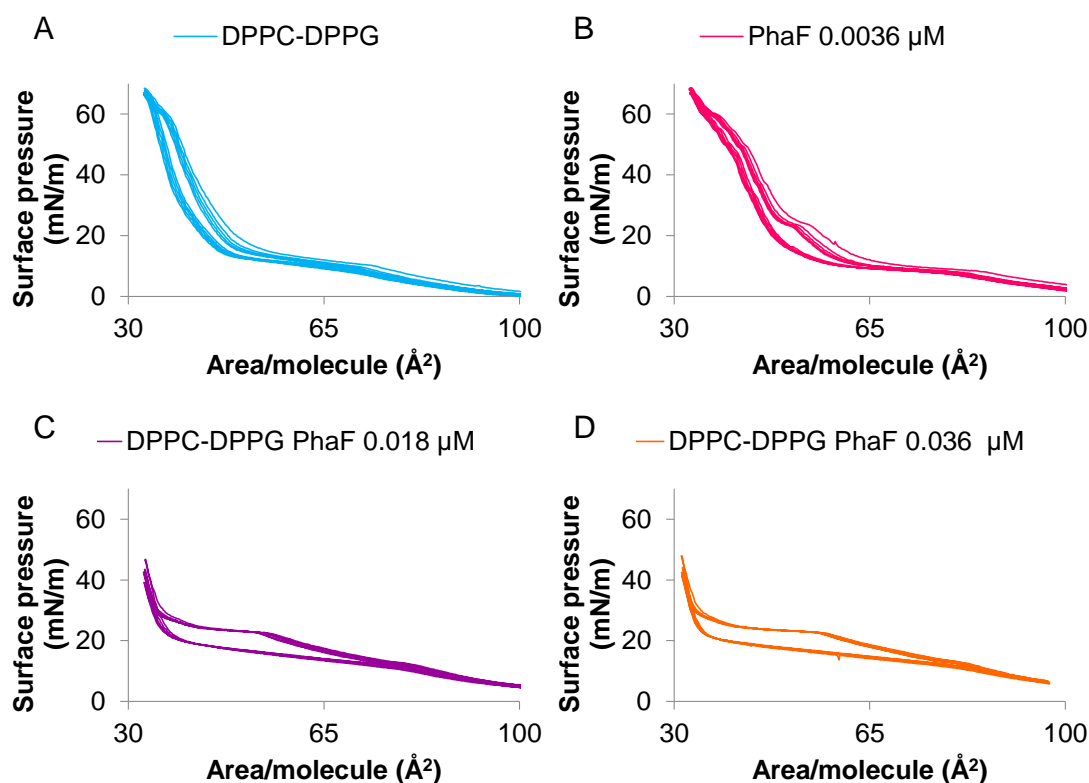 A
DPPC-DPPG
Surface pressure
(mN/m)
60
40
20
0
30 65 100
Area/molecule (Å²)
B
PhaF 0.0036 µM
Surface pressure
(mN/m)
60
40
20
0
30 65 100
Area/molecule (Å²)
C
DPPC-DPPG PhaF 0.018 µM
Surface pressure
(mN/m)
60
40
20
0
30 65 100
Area/molecule (Å²)
D
DPPC-DPPG PhaF 0.036 µM
Surface pressure
(mN/m)
60
40
20
0
30 65 100
Area/molecule (Å²)